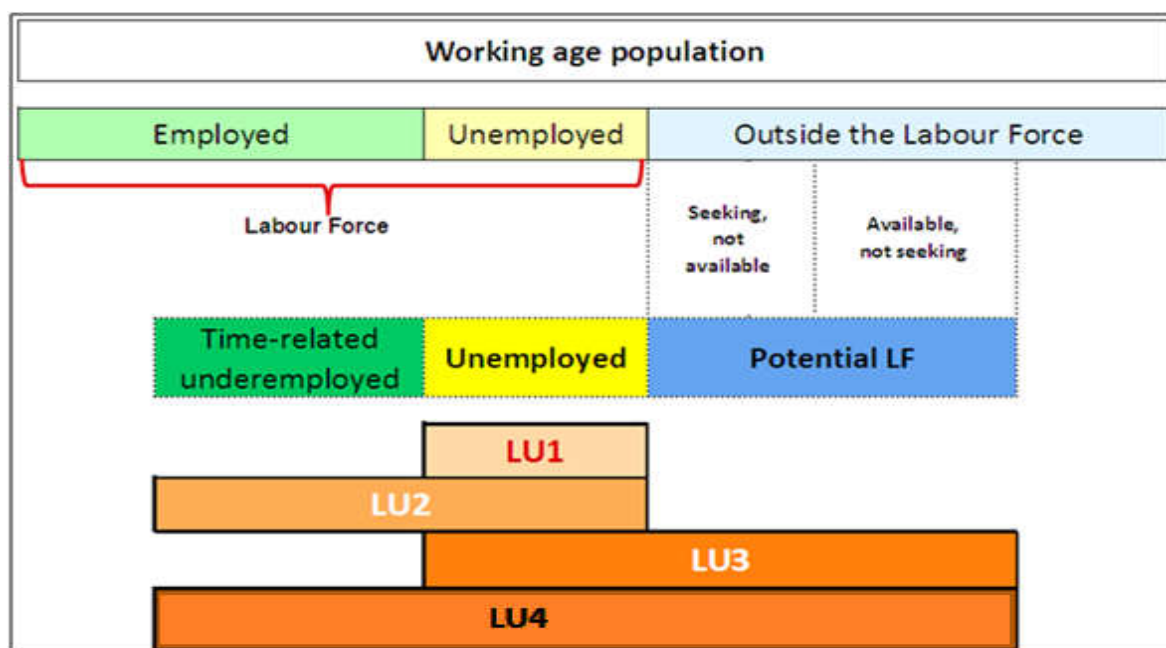 Working age population
Employed
Unemployed
Outside the Labour Force
Labour Force
Seeking,
not
available
Available,
not seeking
Time-related
underemployed
Unemployed
Potential LF
LU1
LU2
LU3
LU4